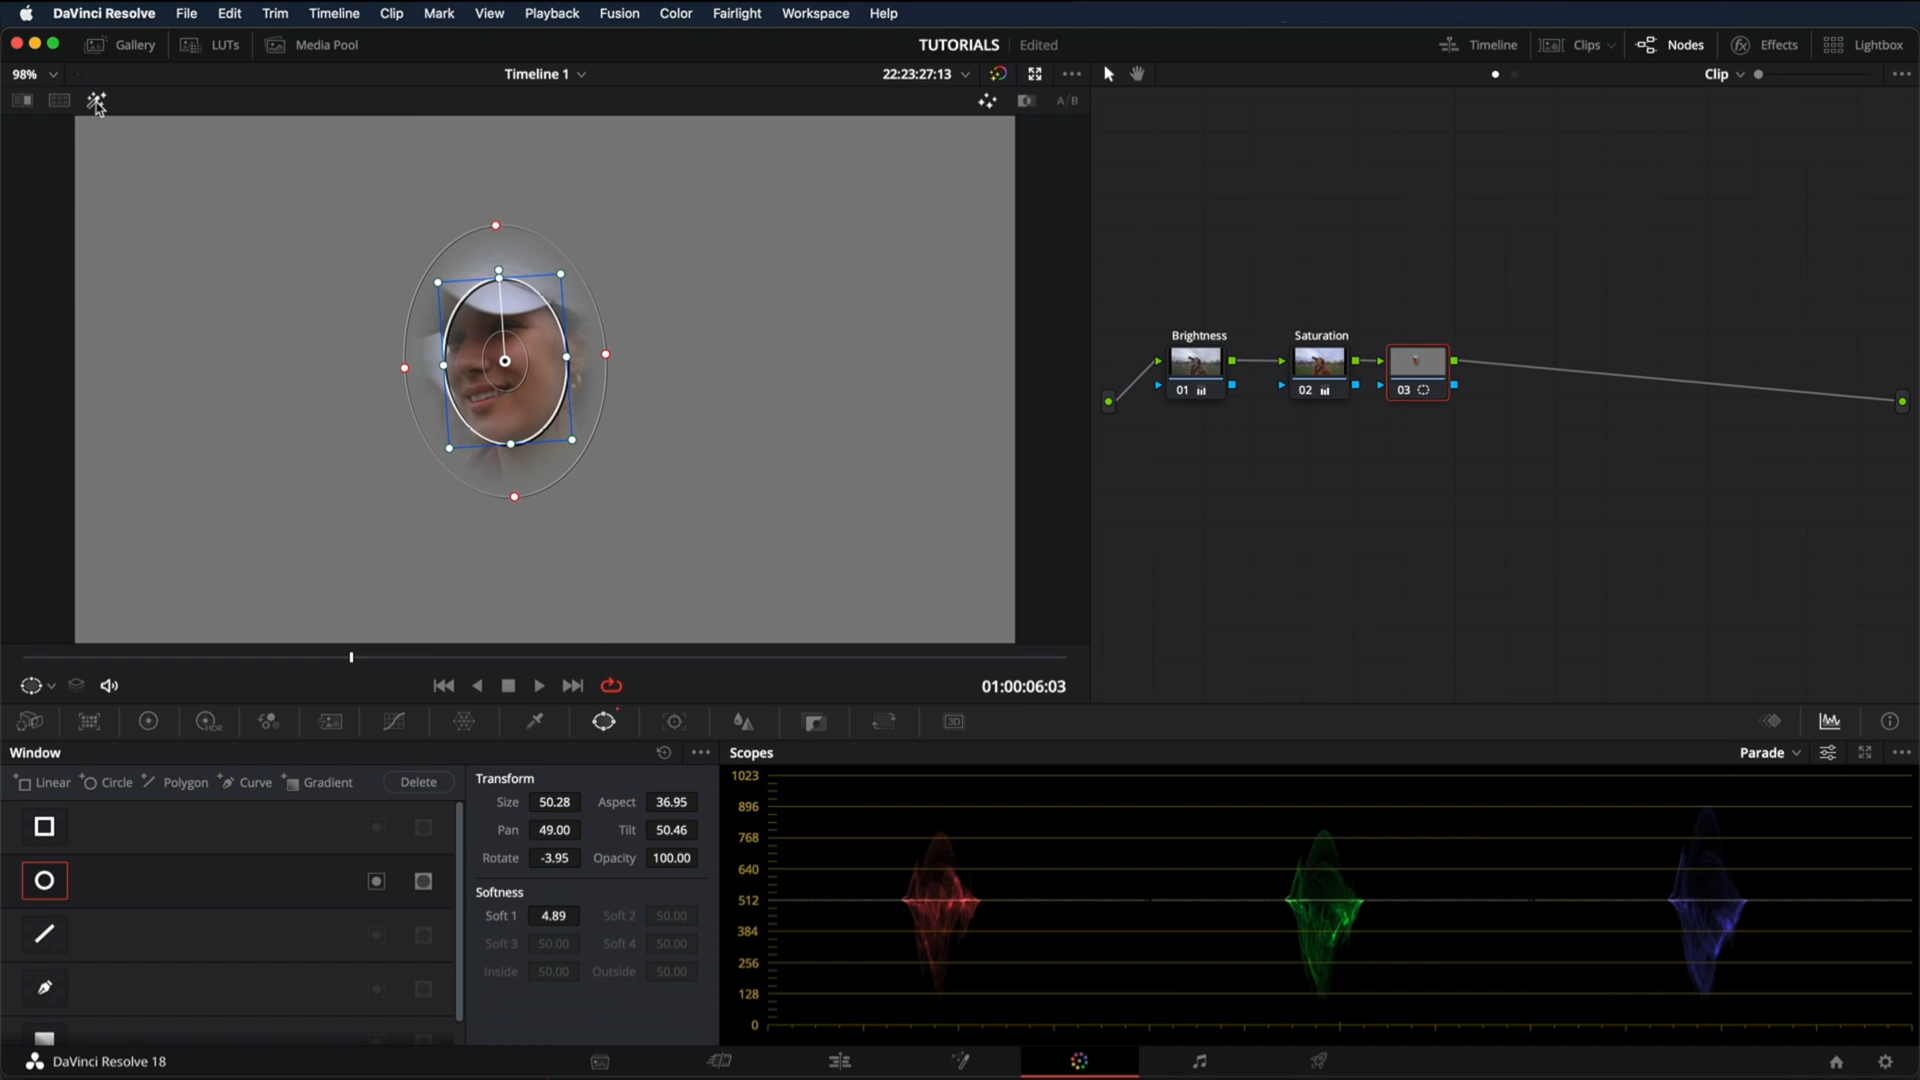 DaVinci Resolve File Edit Trim Timeline Clip Mark View Playback Fusion Color Fairlight Workspace Help
Gallery LUTs Media Pool TUTORIALS Edited Timeline Clips Nodes Effects Lightbox
98% Timeline 1 22:23:27:13 Clip
A/B
Brightness Saturation
01 02 03
01:00:06:03
HDR 3D
Window Scopes Parade
Linear Circle Polygon Curve Gradient Delete
Transform
Size 50.28 Aspect 36.95
Pan 49.00 Tilt 50.46
Rotate -3.95 Opacity 100.00
Softness
Soft 1 4.89 Soft 2 50.00
Soft 3 50.00 Soft 4 50.00
Inside 50.00 Outside 50.00
1023
896
768
640
512
384
256
128
0
DaVinci Resolve 18